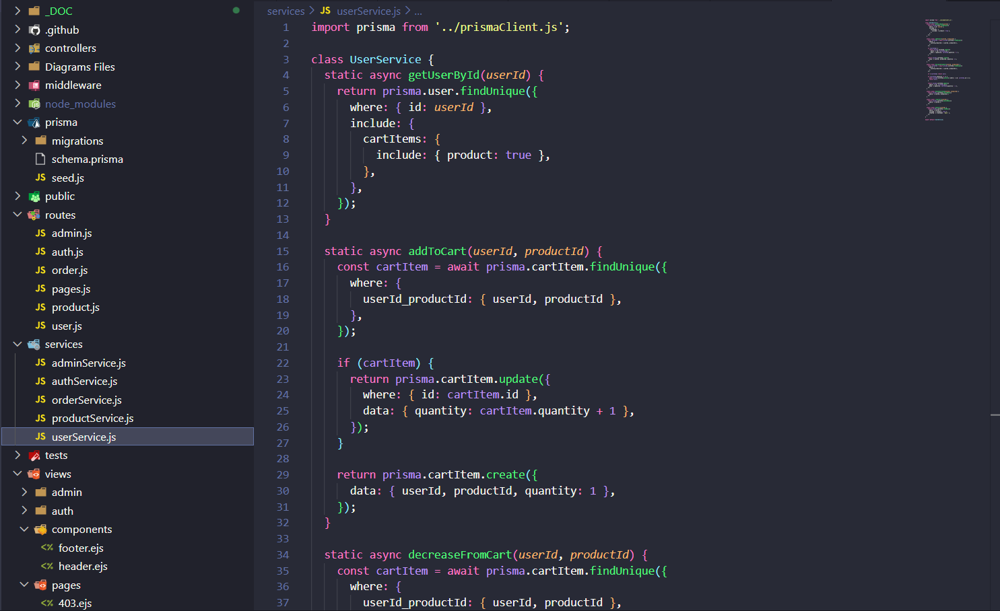 _DOC
.github
controllers
Diagrams Files
middleware
node_modules
prisma
migrations
schema.prisma
JS seed.js
public
routes
JS admin.js
JS auth.js
JS order.js
JS pages.js
JS product.js
JS user.js
services
JS adminService.js
JS authService.js
JS orderService.js
JS productService.js
JS userService.js
tests
views
admin
auth
components
<% footer.ejs
<% header.ejs
pages
<% 403.ejs
services > JS userService.js > ...
1 import prisma from '../prismaClient.js';
2
3 class UserService {
4   static async getUserById(userId) {
5     return prisma.user.findUnique({
6       where: { id: userId },
7       include: {
8         cartItems: {
9           include: { product: true },
10         },
11       },
12     });
13   }
14
15   static async addToCart(userId, productId) {
16     const cartItem = await prisma.cartItem.findUnique({
17       where: {
18         userId_productId: { userId, productId },
19       },
20     });
21
22     if (cartItem) {
23       return prisma.cartItem.update({
24         where: { id: cartItem.id },
25         data: { quantity: cartItem.quantity + 1 },
26       });
27     }
28
29     return prisma.cartItem.create({
30       data: { userId, productId, quantity: 1 },
31     });
32   }
33
34   static async decreaseFromCart(userId, productId) {
35     const cartItem = await prisma.cartItem.findUnique({
36       where: {
37         userId_productId: { userId, productId },